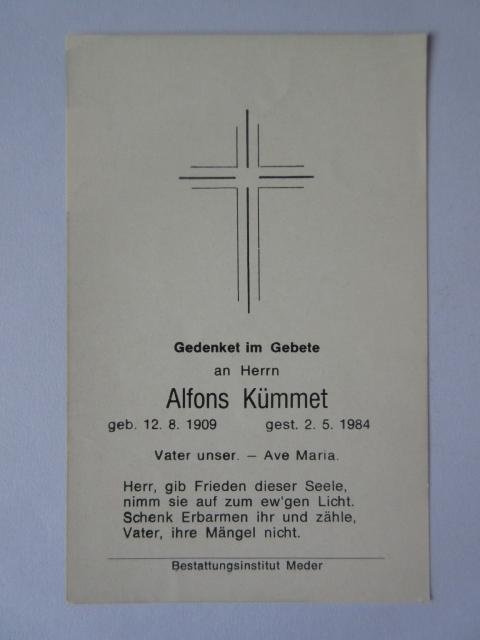 Gedenket im Gebete
an Herrn
Alfons Kümmet
geb. 12. 8. 1909 gest. 2. 5. 1984
Vater unser. – Ave Maria.
Herr, gib Frieden dieser Seele,
nimm sie auf zum ew'gen Licht.
Schenk Erbarmen ihr und zähle,
Vater, ihre Mängel nicht.
Bestattungsinstitut Meder